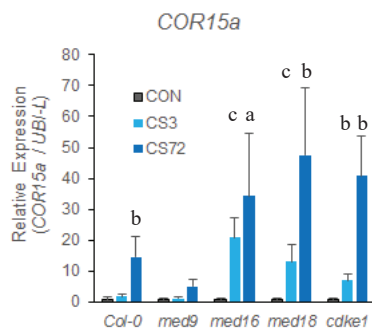 COR15a
Relative Expression
(COR15a / UBI-L)
80
70
60
50
40
30
20
10
0
CON
CS3
CS72
b
c a
c b
b b
Col-0 med9 med16 med18 cdke1